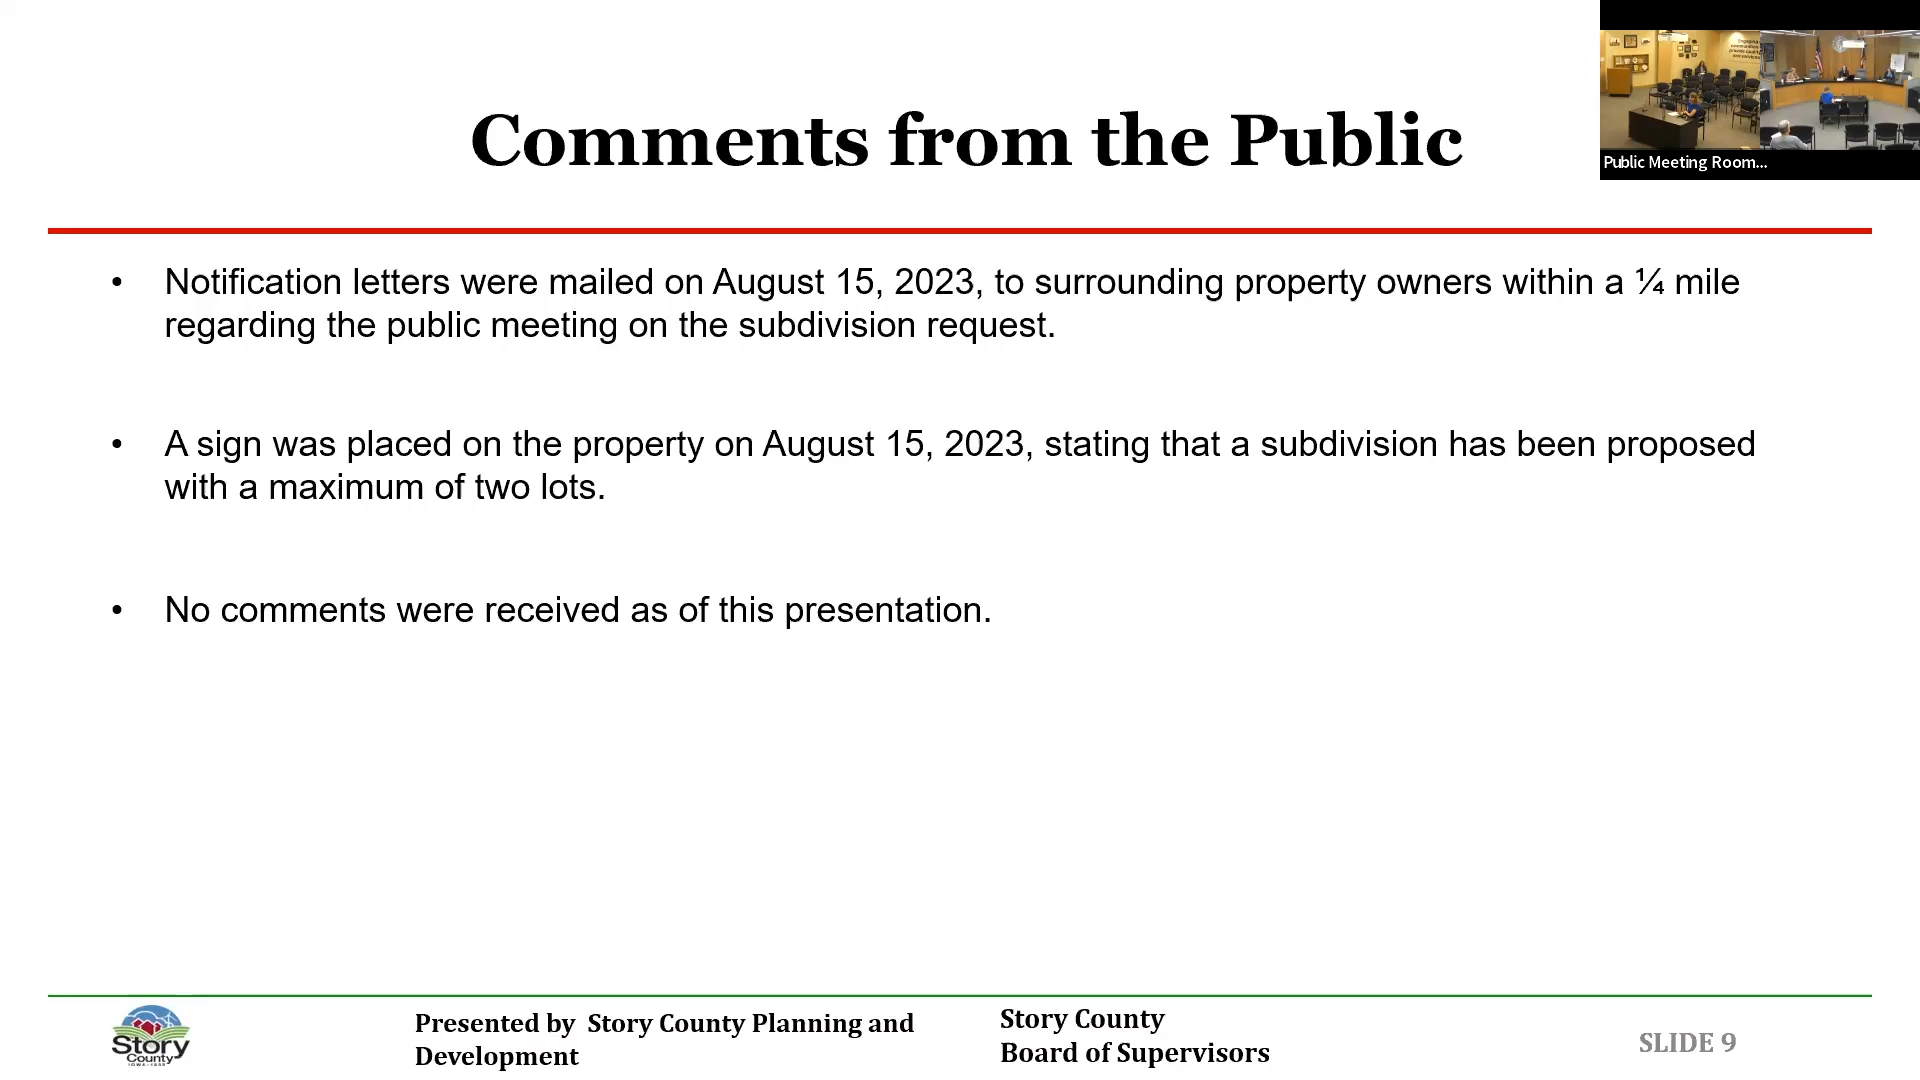 Comments from the Public
Public Meeting Room...
• Notification letters were mailed on August 15, 2023, to surrounding property owners within a ¼ mile
regarding the public meeting on the subdivision request.
• A sign was placed on the property on August 15, 2023, stating that a subdivision has been proposed
with a maximum of two lots.
• No comments were received as of this presentation.
Story
County
Presented by Story County Planning and
Development
Story County
Board of Supervisors
SLIDE 9